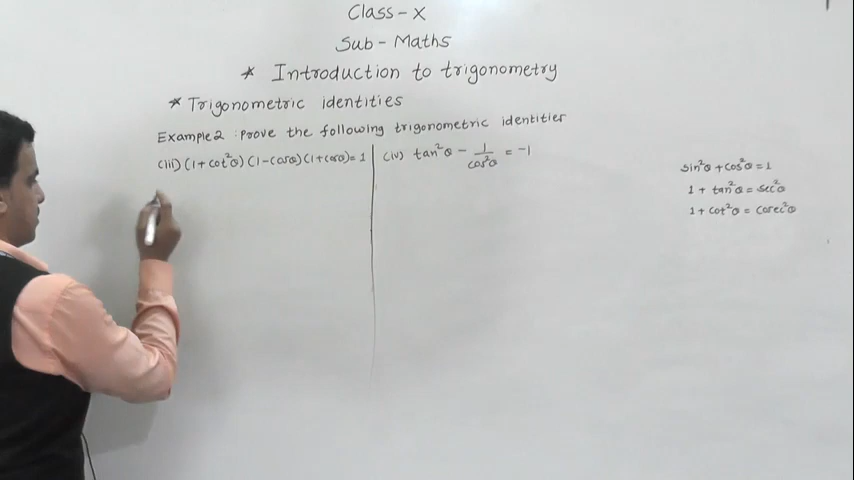 Class-X
Sub-Maths
* Introduction to trigonometry
* Trigonometric identities
Example 2 : Prove the following trigonometric identities
(iii) (1+cot²θ)(1-cosθ)(1+cosθ)=1
(iv) tan²θ - 1/cos²θ = -1
sin²θ + cos²θ = 1
1 + tan²θ = sec²θ
1 + cot²θ = cosec²θ